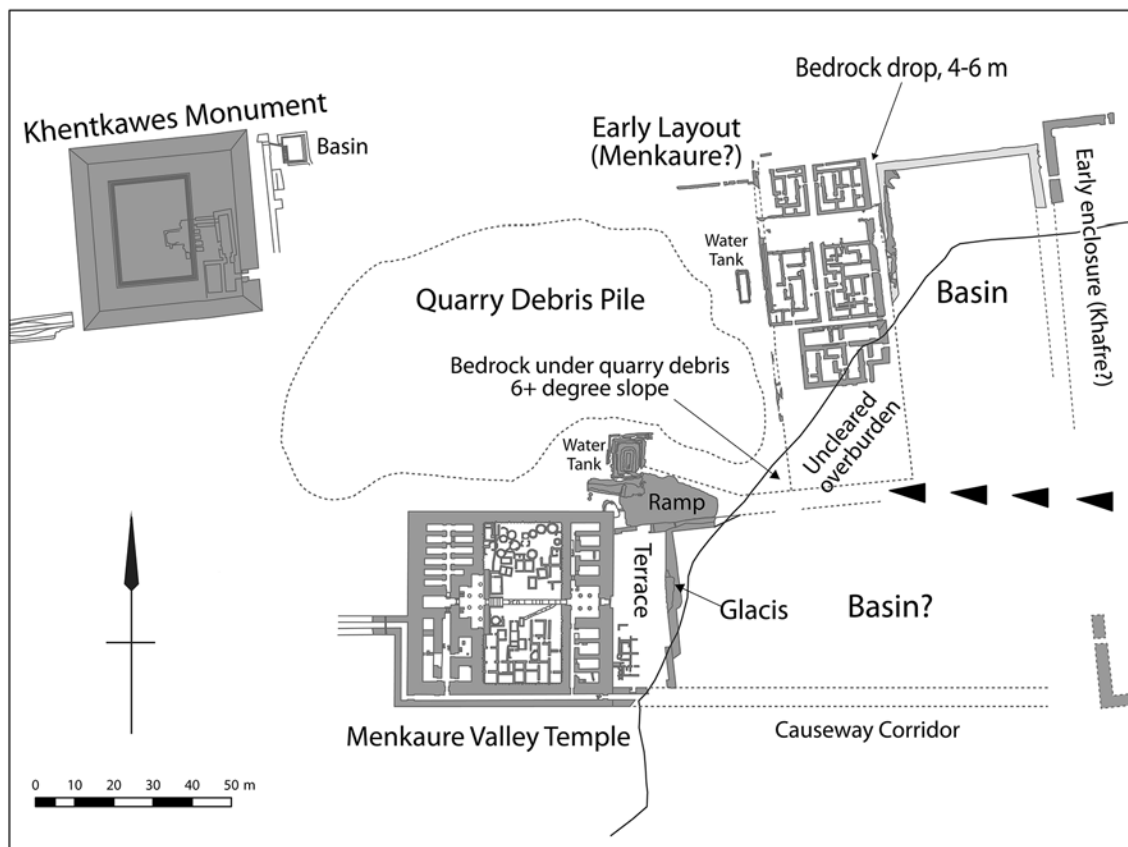 Bedrock drop, 4-6 m
Khentkawes Monument
Basin
Early Layout
(Menkaure?)
Early enclosure (Khafre?)
Water
Tank
Quarry Debris Pile
Basin
Bedrock under quarry debris
6+ degree slope
Uncleared
overburden
Water
Tank
Ramp
Terrace
Glacis
Basin?
Menkaure Valley Temple
Causeway Corridor
0 10 20 30 40 50 m